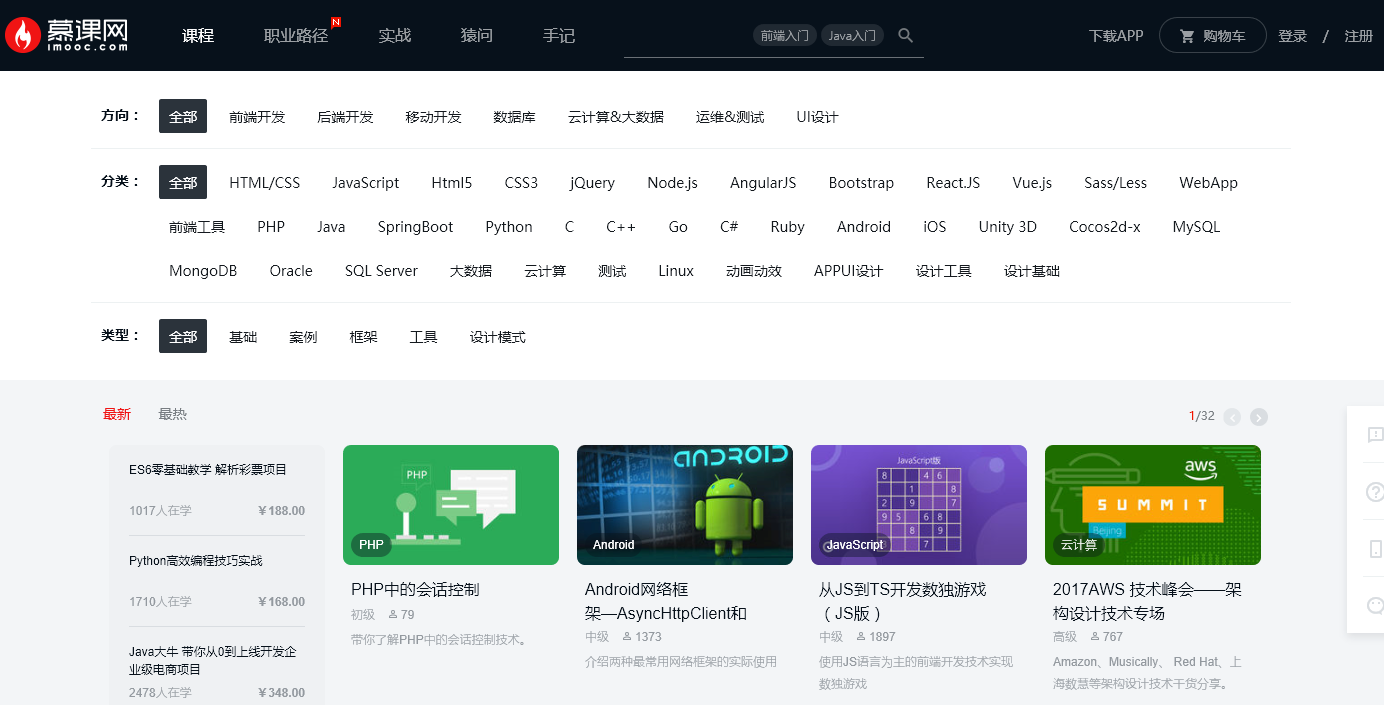 慕课网
imooc.com
课程 职业路径 N 实战 猿问 手记 前端入门 Java入门 下载APP 购物车 登录 / 注册
方向： 全部 前端开发 后端开发 移动开发 数据库 云计算&大数据 运维&测试 UI设计
分类： 全部 HTML/CSS JavaScript Html5 CSS3 jQuery Node.js AngularJS Bootstrap React.JS Vue.js Sass/Less WebApp
前端工具 PHP Java SpringBoot Python C C++ Go C# Ruby Android iOS Unity 3D Cocos2d-x MySQL
MongoDB Oracle SQL Server 大数据 云计算 测试 Linux 动画动效 APPUI设计 设计工具 设计基础
类型： 全部 基础 案例 框架 工具 设计模式
最新 最热 1/32
ES6零基础教学 解析彩票项目
1017人在学 ￥188.00
Python高效编程技巧实战
1710人在学 ￥168.00
Java大牛 带你从0到上线开发企
业级电商项目
2478人在学 ￥348.00
PHP
PHP
PHP中的会话控制
初级 79
带你了解PHP中的会话控制技术。
ANDROID
Android
Android网络框
架—AsyncHttpClient和
中级 1373
介绍两种最常用网络框架的实际使用
JavaScript版
8 4 6
1 8
2 9 7
9 5 6 8
8 9
7
JavaScript
从JS到TS开发数独游戏
（JS版）
中级 1897
使用JS语言为主的前端开发技术实现
数独游戏
aws
SUMMIT
Beijing
云计算
2017AWS 技术峰会——架
构设计技术专场
高级 767
Amazon、Musically、 Red Hat、上
海数慧等架构设计技术干货分享。